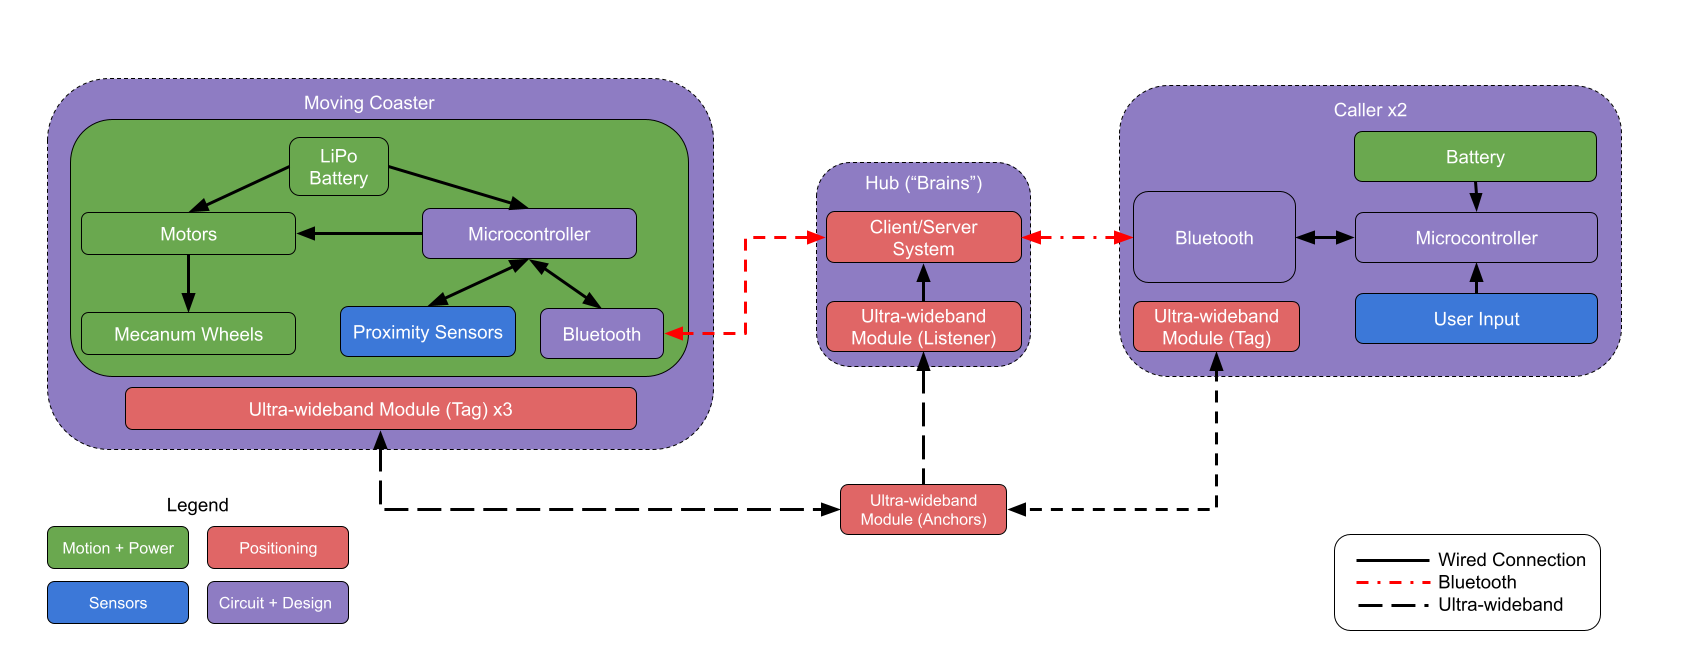 Moving Coaster
LiPo
Battery
Motors
Microcontroller
Mecanum Wheels
Proximity Sensors
Bluetooth
Ultra-wideband Module (Tag) x3
Hub (“Brains”)
Client/Server
System
Ultra-wideband
Module (Listener)
Ultra-wideband
Module (Anchors)
Caller x2
Battery
Bluetooth
Microcontroller
Ultra-wideband
Module (Tag)
User Input
Legend
Motion + Power
Positioning
Sensors
Circuit + Design
Wired Connection
Bluetooth
Ultra-wideband